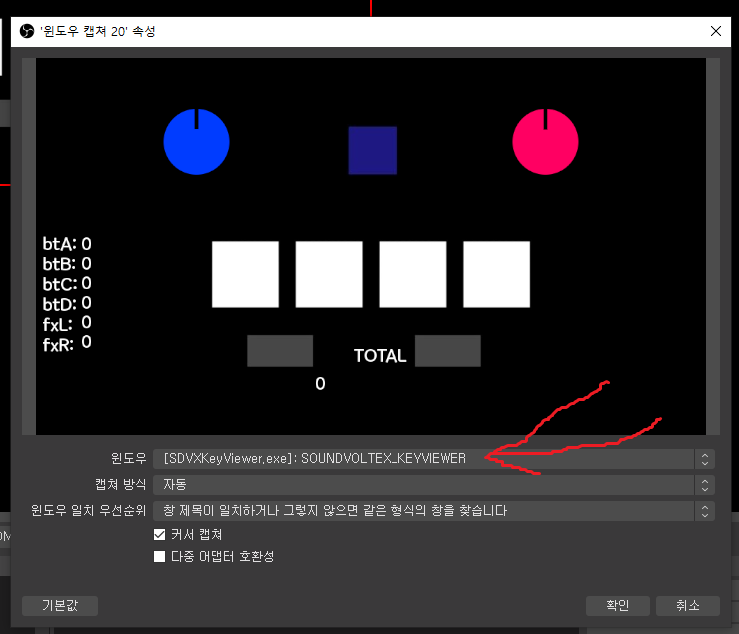 '윈도우 캡쳐 20' 속성
btA: 0
btB: 0
btC: 0
btD: 0
fxL: 0
fxR: 0
TOTAL
0
윈도우 [SDVXKeyViewer.exe]: SOUNDVOLTEX_KEYVIEWER
캡쳐 방식 자동
윈도우 일치 우선순위 창 제목이 일치하거나 그렇지 않으면 같은 형식의 창을 찾습니다
커서 캡쳐
다중 어댑터 호환성
기본값 확인 취소